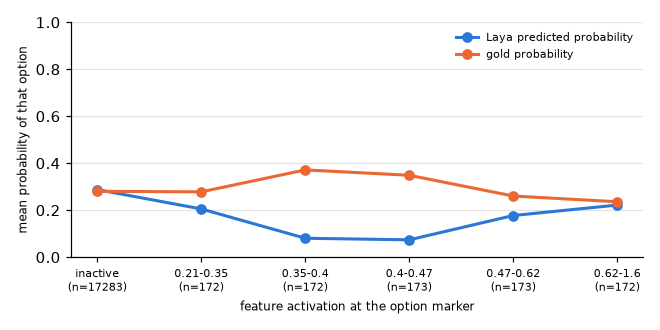 mean probability of that option
1.0
0.8
0.6
0.4
0.2
0.0
Laya predicted probability
gold probability
inactive
(n=17283)
0.21-0.35
(n=172)
0.35-0.4
(n=172)
0.4-0.47
(n=173)
0.47-0.62
(n=173)
0.62-1.6
(n=172)
feature activation at the option marker